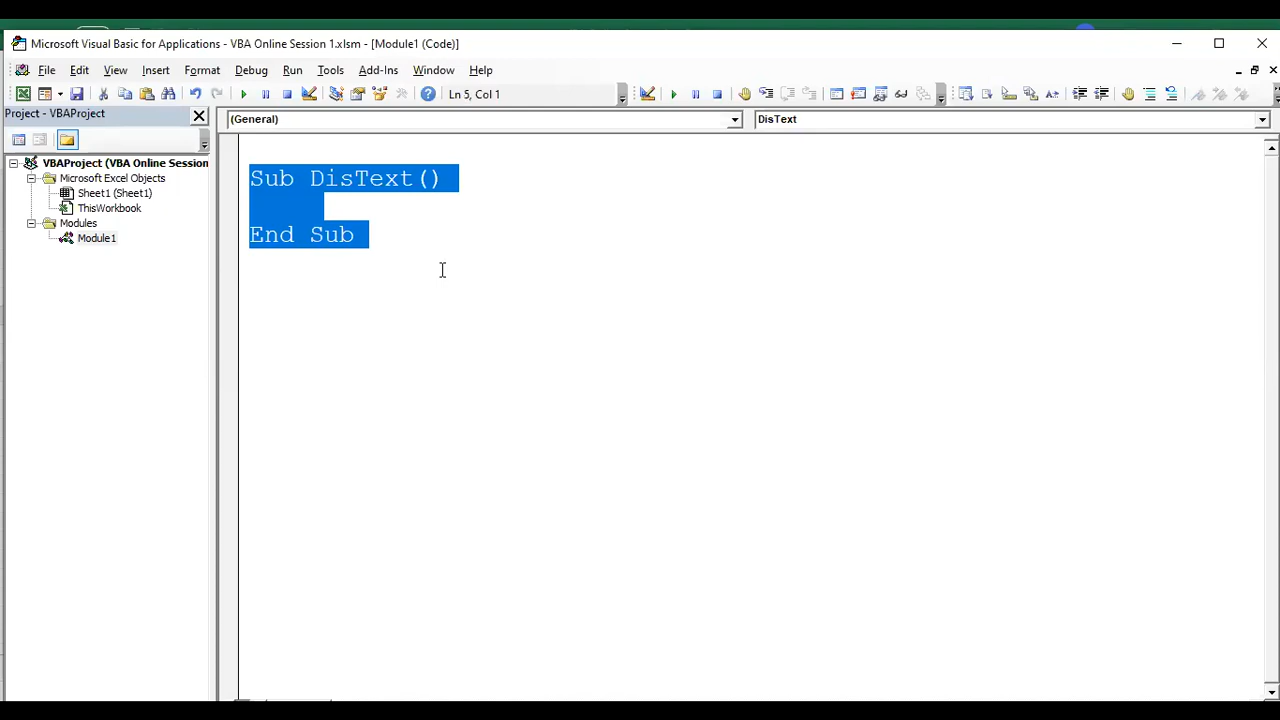 Microsoft Visual Basic for Applications - VBA Online Session 1.xlsm - [Module1 (Code)]
File Edit View Insert Format Debug Run Tools Add-Ins Window Help
Ln 5, Col 1
Project - VBAProject
(General) DisText
VBAProject (VBA Online Session
Microsoft Excel Objects
Sheet1 (Sheet1)
ThisWorkbook
Modules
Module1
Sub DisText()
End Sub